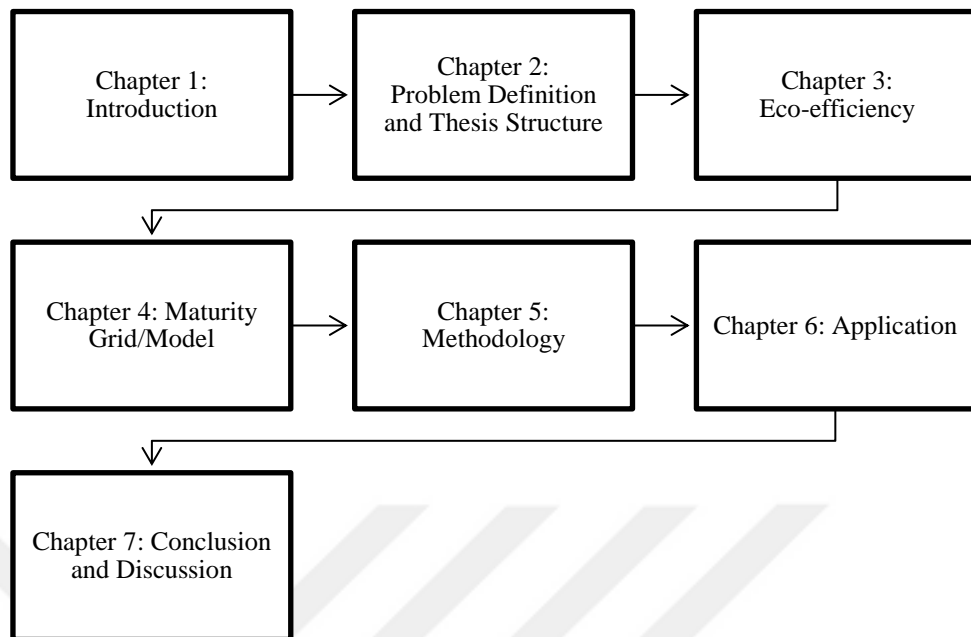 Chapter 1:
Introduction
Chapter 2:
Problem Definition
and Thesis Structure
Chapter 3:
Eco-efficiency
Chapter 4: Maturity
Grid/Model
Chapter 5:
Methodology
Chapter 6: Application
Chapter 7: Conclusion
and Discussion